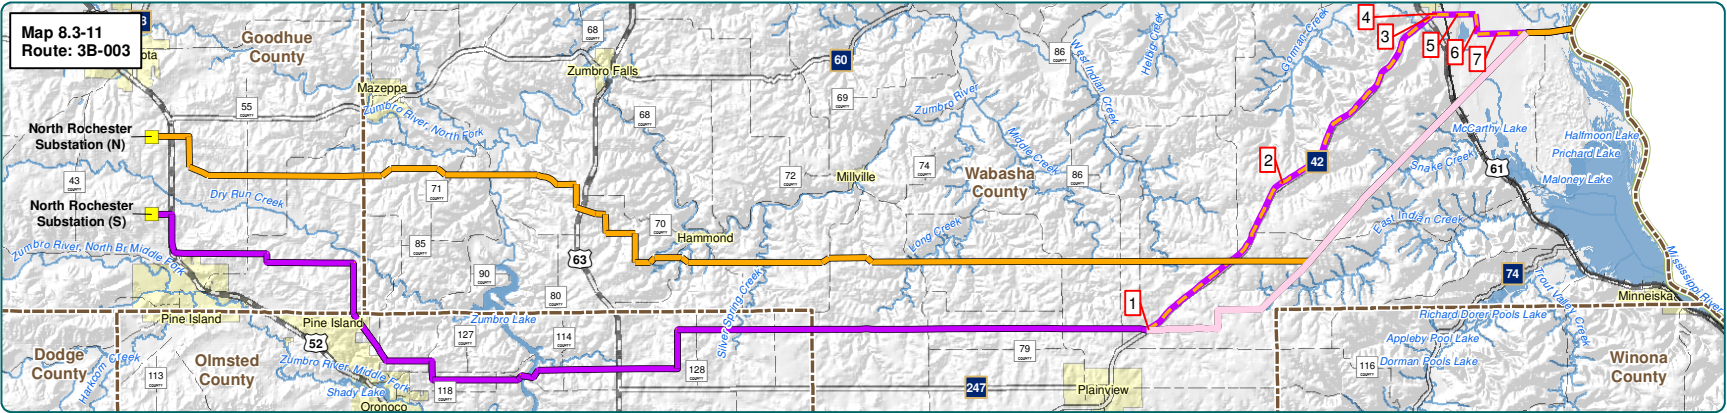 Map 8.3-11
Route: 3B-003
3
Goodhue
County
68
60
86
West Indian Creek
Helbig Creek
Gorman Creek
4
3
5
6
7
Zumbro Falls
Mazeppa
55
Zumbro River, North Fork
68
69
Zumbro River
Middle Creek
North Rochester
Substation (N)
McCarthy Lake
Halfmoon Lake
Prichard Lake
Snake Creek
61
Maloney Lake
2
42
43
Dry Run Creek
71
72
Millville
74
Wabasha
County
86
North Rochester
Substation (S)
70
Hammond
Long Creek
East Indian Creek
Zumbro River, North Br Middle Fork
85
63
90
80
Silver Spring Creek
1
74
Trout Valley Creek
Mississippi River
Minneiska
Pine Island
Pine Island
Zumbro Lake
Richard Dorer Pools Lake
52
127
114
79
Appleby Pool Lake
Dodge
County
Harkcom Creek
Olmsted
County
Zumbro River, Middle Fork
128
116
Dorman Pools Lake
Winona
County
113
Shady Lake
118
247
Plainview
Oronoco